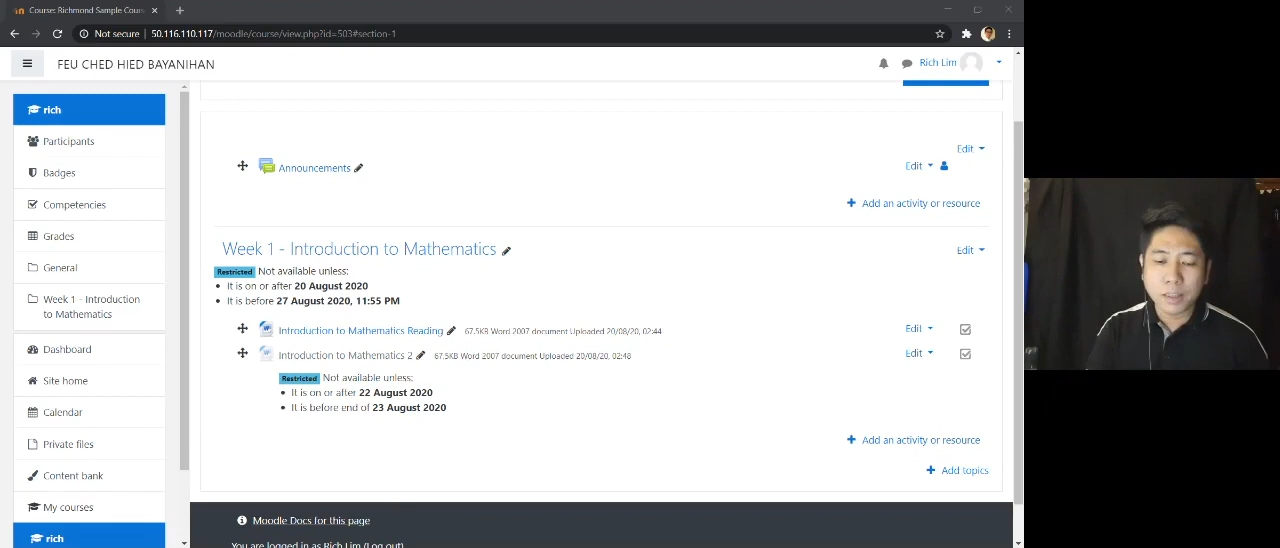 Course: Richmond Sample Cour
Not secure
50.116.110.117/moodle/course/view.php?id=503#section-1
FEU CHED HIED BAYANIHAN
Rich Lim
rich
Participants
Badges
Competencies
Grades
General
Week 1 - Introduction
to Mathematics
Dashboard
Site home
Calendar
Private files
Content bank
My courses
rich
Edit
Announcements
Edit
Add an activity or resource
Week 1 - Introduction to Mathematics
Edit
Restricted Not available unless:
It is on or after 20 August 2020
It is before 27 August 2020, 11:55 PM
Introduction to Mathematics Reading 67.5KB Word 2007 document Uploaded 20/08/20, 02:44
Edit
Introduction to Mathematics 2 67.5KB Word 2007 document Uploaded 20/08/20, 02:48
Edit
Restricted Not available unless:
It is on or after 22 August 2020
It is before end of 23 August 2020
Add an activity or resource
Add topics
Moodle Docs for this page
You are logged in as Rich Lim (Log out)